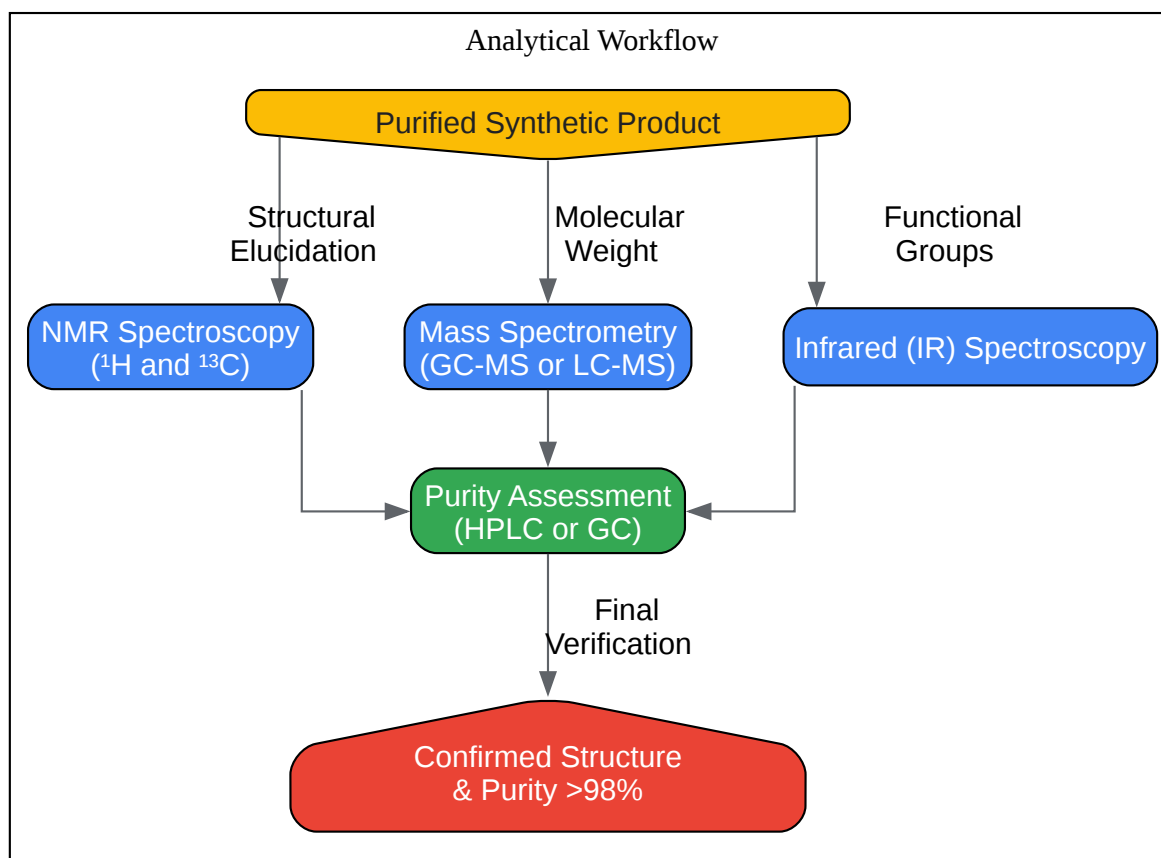 Analytical Workflow
Purified Synthetic Product
Structural
Elucidation
Molecular
Weight
Functional
Groups
NMR Spectroscopy
(¹H and ¹³C)
Mass Spectrometry
(GC-MS or LC-MS)
Infrared (IR) Spectroscopy
Purity Assessment
(HPLC or GC)
Final
Verification
Confirmed Structure
& Purity >98%